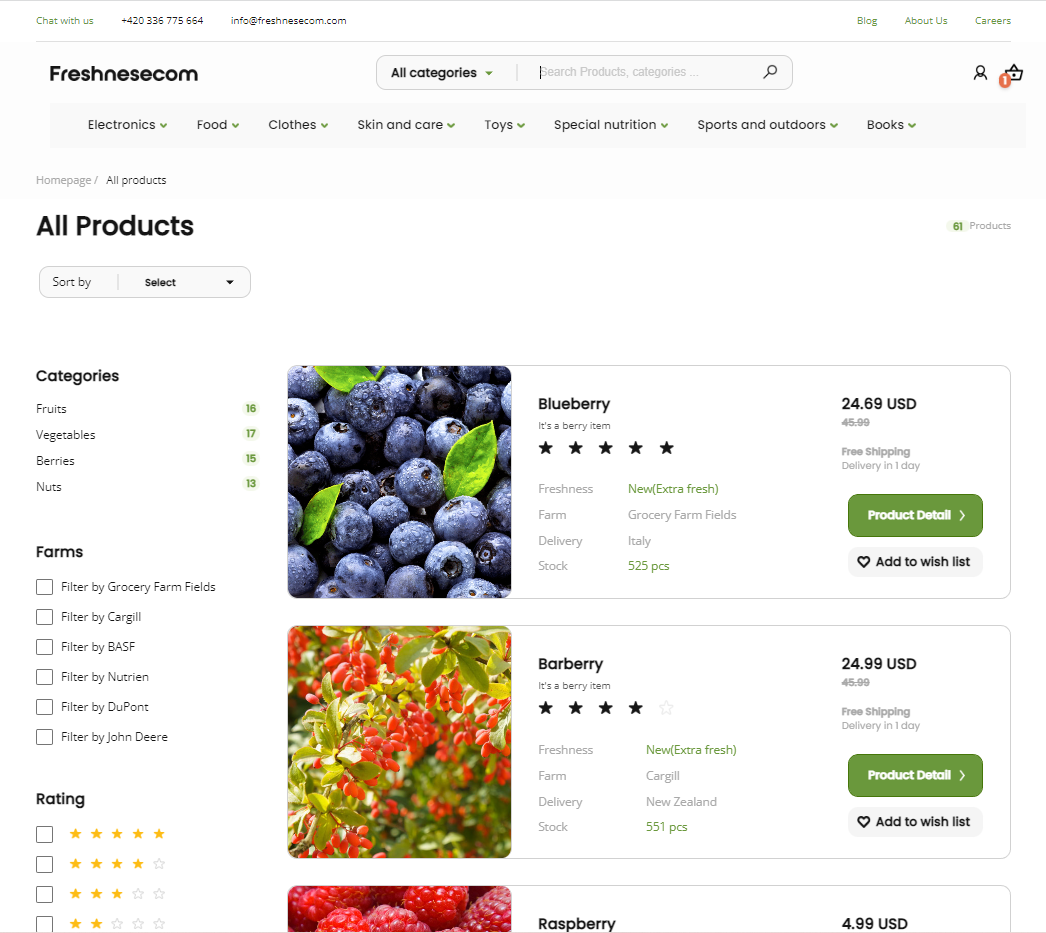 Chat with us +420 336 775 664 info@freshnesecom.com Blog About Us Careers
Freshnesecom All categories Search Products, categories ... 1
Electronics Food Clothes Skin and care Toys Special nutrition Sports and outdoors Books
Homepage / All products
All Products 61 Products
Sort by Select
Categories
Fruits 16
Vegetables 17
Berries 15
Nuts 13
Farms
Filter by Grocery Farm Fields
Filter by Cargill
Filter by BASF
Filter by Nutrien
Filter by DuPont
Filter by John Deere
Rating
Blueberry 24.69 USD
It's a berry item 45.99
Free Shipping
Delivery in 1 day
Freshness New(Extra fresh)
Farm Grocery Farm Fields
Delivery Italy
Stock 525 pcs
Product Detail
Add to wish list
Barberry 24.99 USD
It's a berry item 45.99
Free Shipping
Delivery in 1 day
Freshness New(Extra fresh)
Farm Cargill
Delivery New Zealand
Stock 551 pcs
Product Detail
Add to wish list
Raspberry 4.99 USD